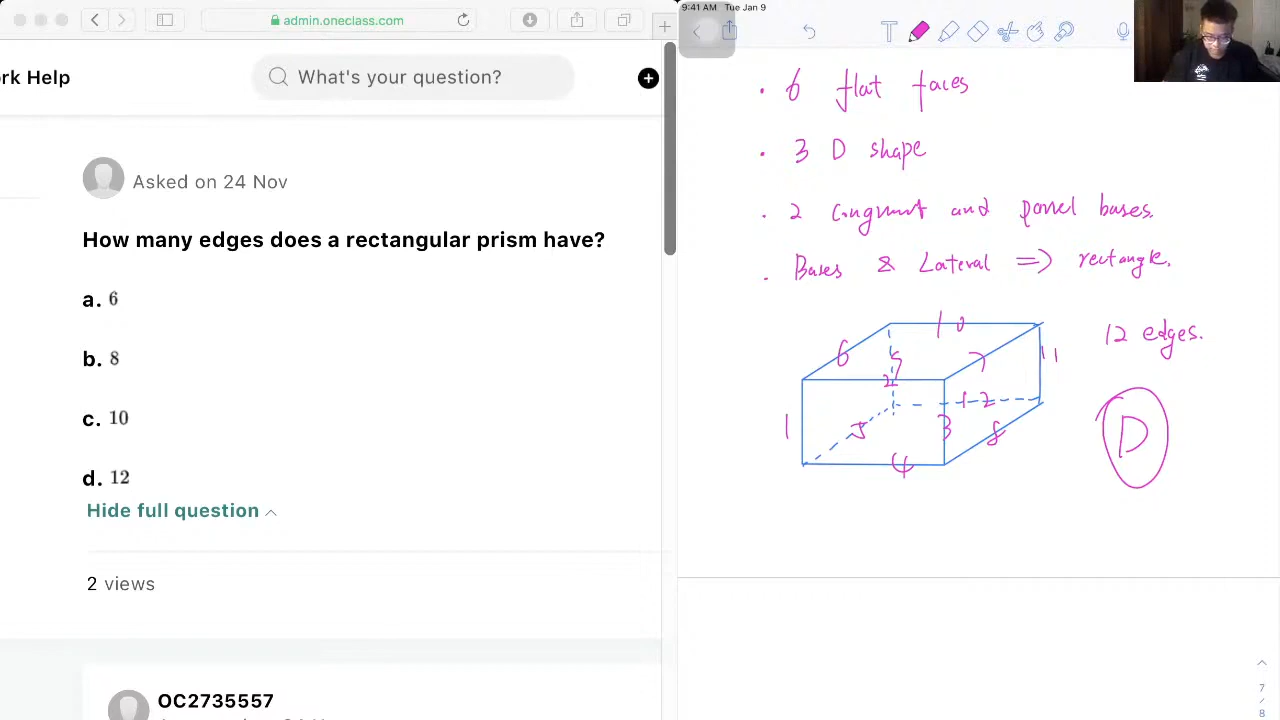 admin.oneclass.com
rk Help
What's your question?
Asked on 24 Nov
How many edges does a rectangular prism have?
a. 6
b. 8
c. 10
d. 12
Hide full question
2 views
OC2735557
9:41 AM Tue Jan 9
T
. 6 flat faces
. 3 D shape
. 2 congruent and bases.
. Bases & Lateral => rectangle.
10
6
9
7
11
2
12
1
5
3
8
4
12 edges.
D
7
/
8